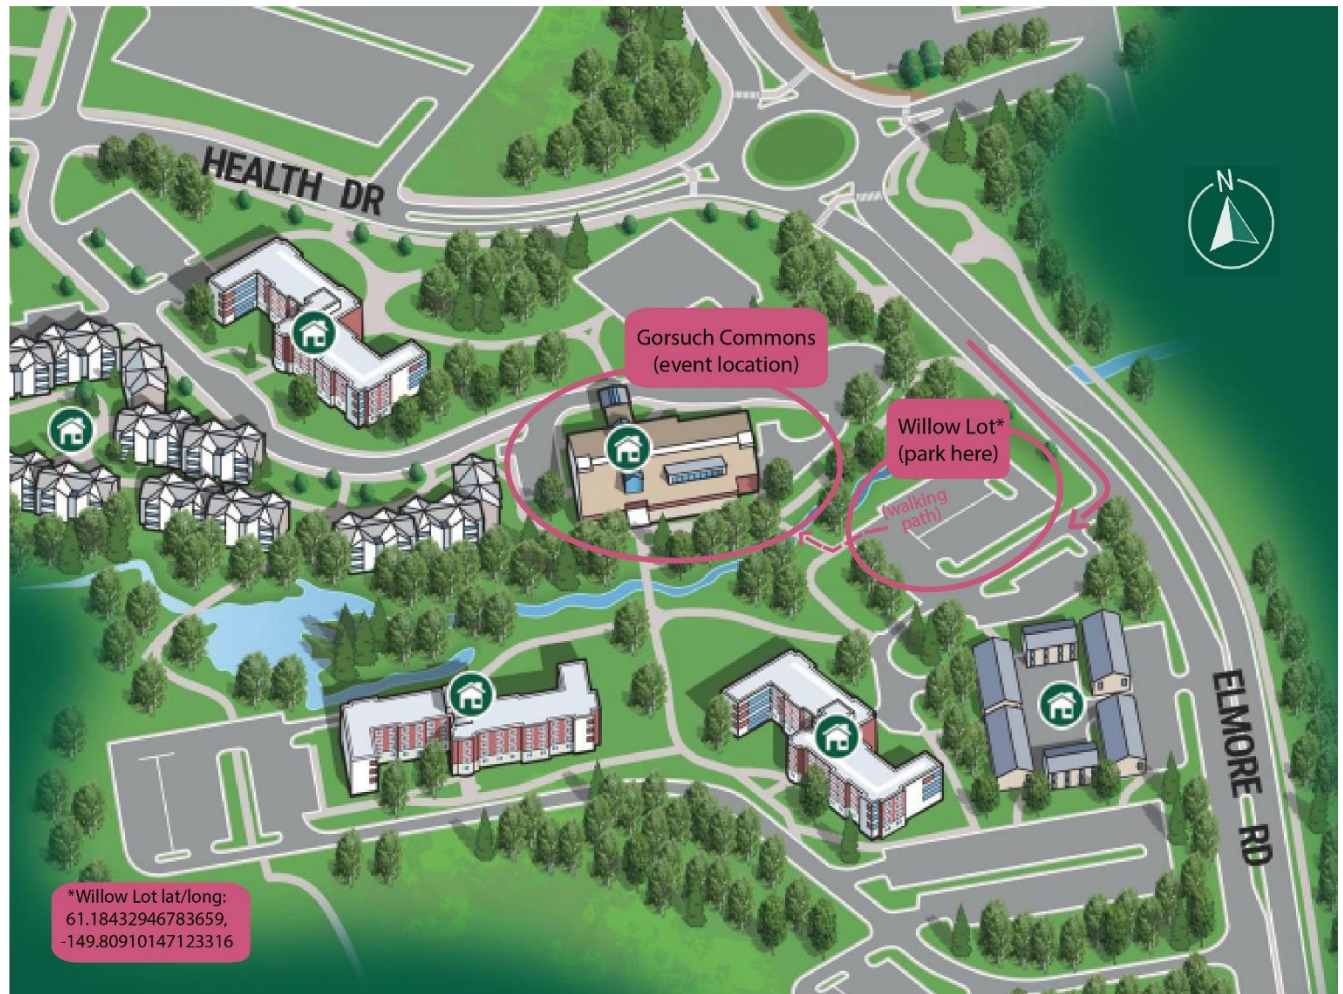 HEALTH DR
N
Gorsuch Commons
(event location)
Willow Lot*
(park here)
(walking
path)
ELMORE RD
*Willow Lot lat/long:
61.18432946783659,
-149.80910147123316